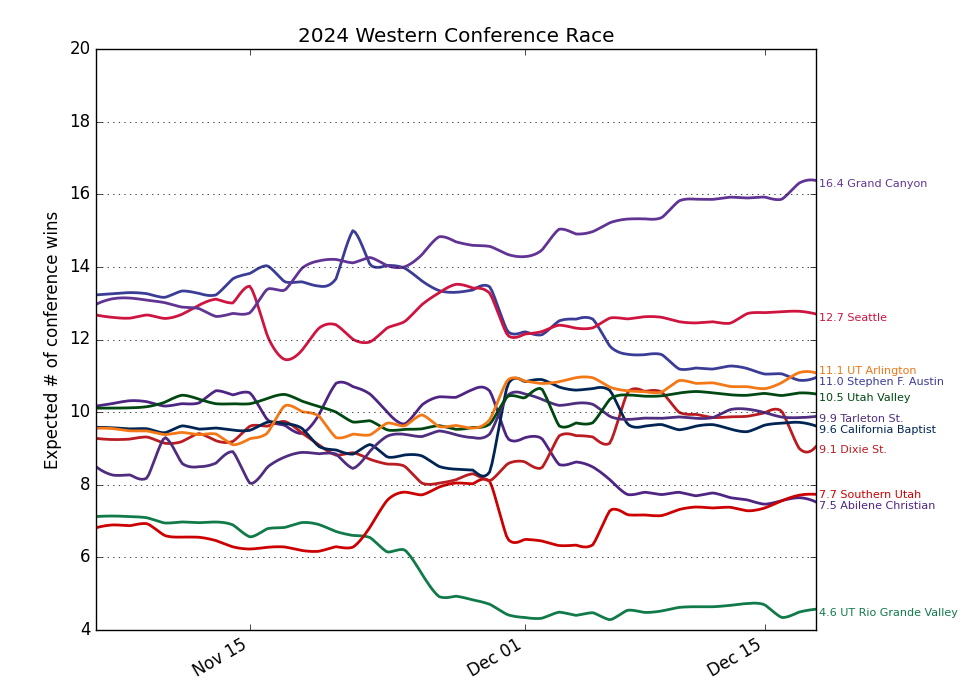 2024 Western Conference Race
Expected # of conference wins
20
18
16
14
12
10
8
6
4
Nov 15
Dec 01
Dec 15
16.4 Grand Canyon
12.7 Seattle
11.1 UT Arlington
11.0 Stephen F. Austin
10.5 Utah Valley
9.9 Tarleton St.
9.6 California Baptist
9.1 Dixie St.
7.7 Southern Utah
7.5 Abilene Christian
4.6 UT Rio Grande Valley